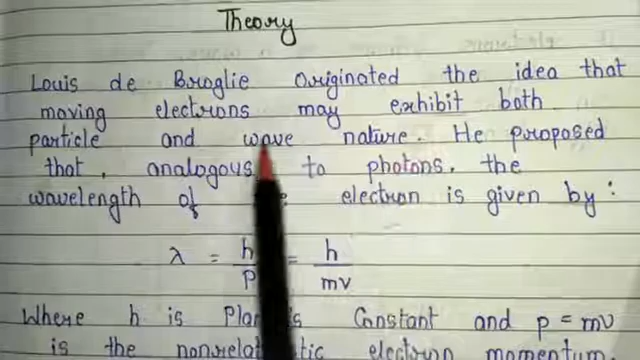 Theory
Louis de Broglie originated the idea that
moving electrons may exhibit both
particle and wave nature. He proposed
that, analogous to photons, the
wavelength of electron is given by:
λ = h/P = h/mv
Where h is Constant and p = mv
is the electron momentum.